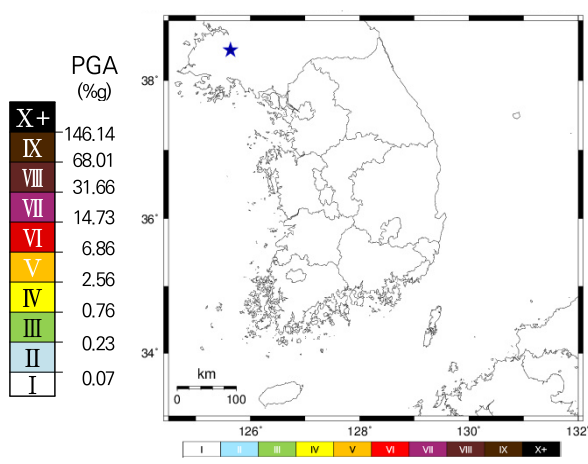 PGA
(%g)
X+
146.14
IX
68.01
VIII
31.66
VII
14.73
VI
6.86
V
2.56
IV
0.76
III
0.23
II
0.07
I
38°
36°
34°
km
0 100
126° 128° 130° 132°
I II III IV V VI VII VIII IX X+